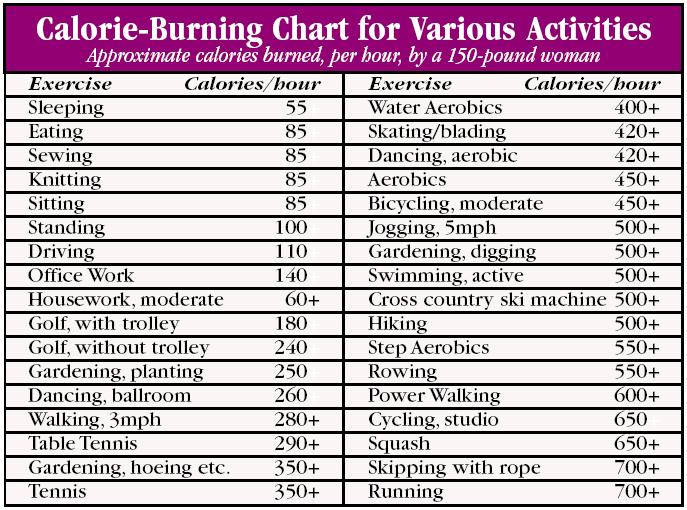 Calorie-Burning Chart for Various Activities
Approximate calories burned, per hour, by a 150-pound woman
Exercise Calories/hour
Sleeping 55
Eating 85
Sewing 85
Knitting 85
Sitting 85
Standing 100
Driving 110
Office Work 140
Housework, moderate 60+
Golf, with trolley 180
Golf, without trolley 240
Gardening, planting 250
Dancing, ballroom 260
Walking, 3mph 280+
Table Tennis 290+
Gardening, hoeing etc. 350+
Tennis 350+
Exercise Calories/hour
Water Aerobics 400+
Skating/blading 420+
Dancing, aerobic 420+
Aerobics 450+
Bicycling, moderate 450+
Jogging, 5mph 500+
Gardening, digging 500+
Swimming, active 500+
Cross country ski machine 500+
Hiking 500+
Step Aerobics 550+
Rowing 550+
Power Walking 600+
Cycling, studio 650
Squash 650+
Skipping with rope 700+
Running 700+